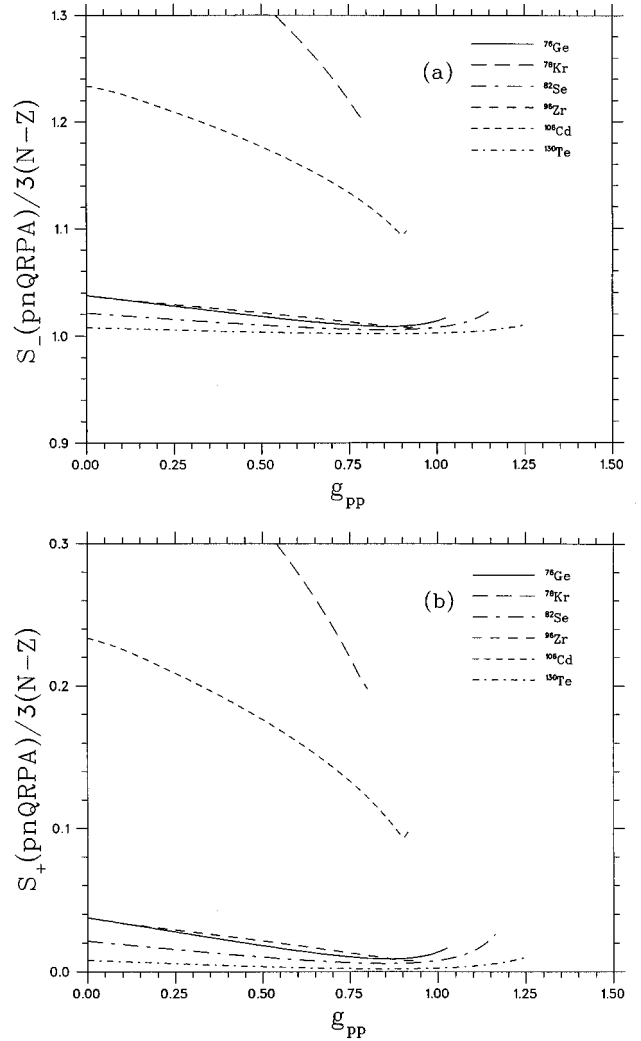 1.3
(a)
⁷⁶Ge
⁷⁸Kr
⁸²Se
⁹⁶Zr
¹⁰⁶Cd
¹³⁰Te
1.2
1.1
1.0
0.9
S₋(pnQRPA)/3(N−Z)
0.00 0.25 0.50 0.75 1.00 1.25 1.50
g_pp
0.3
(b)
⁷⁶Ge
⁷⁸Kr
⁸²Se
⁹⁶Zr
¹⁰⁶Cd
¹³⁰Te
0.2
0.1
0.0
S₊(pnQRPA)/3(N−Z)
0.00 0.25 0.50 0.75 1.00 1.25 1.50
g_pp